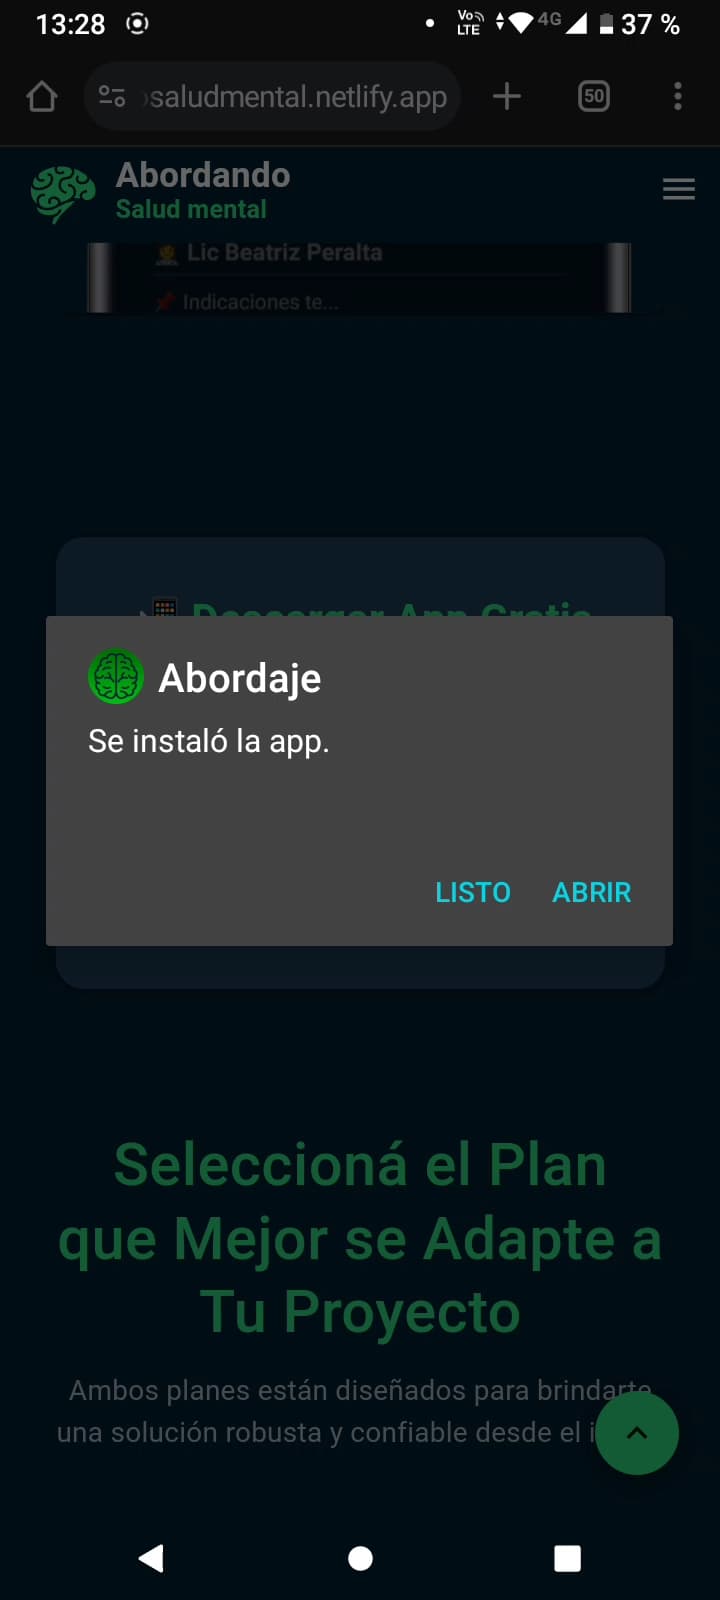 13:28 Vo LTE 4G 37 %
saludmental.netlify.app 50
Abordando
Salud mental
Lic Beatriz Peralta
Indicaciones te...
Descargar App Gratis
Abordaje
Se instaló la app.
LISTO ABRIR
Seleccioná el Plan
que Mejor se Adapte a
Tu Proyecto
Ambos planes están diseñados para brindarte
una solución robusta y confiable desde el